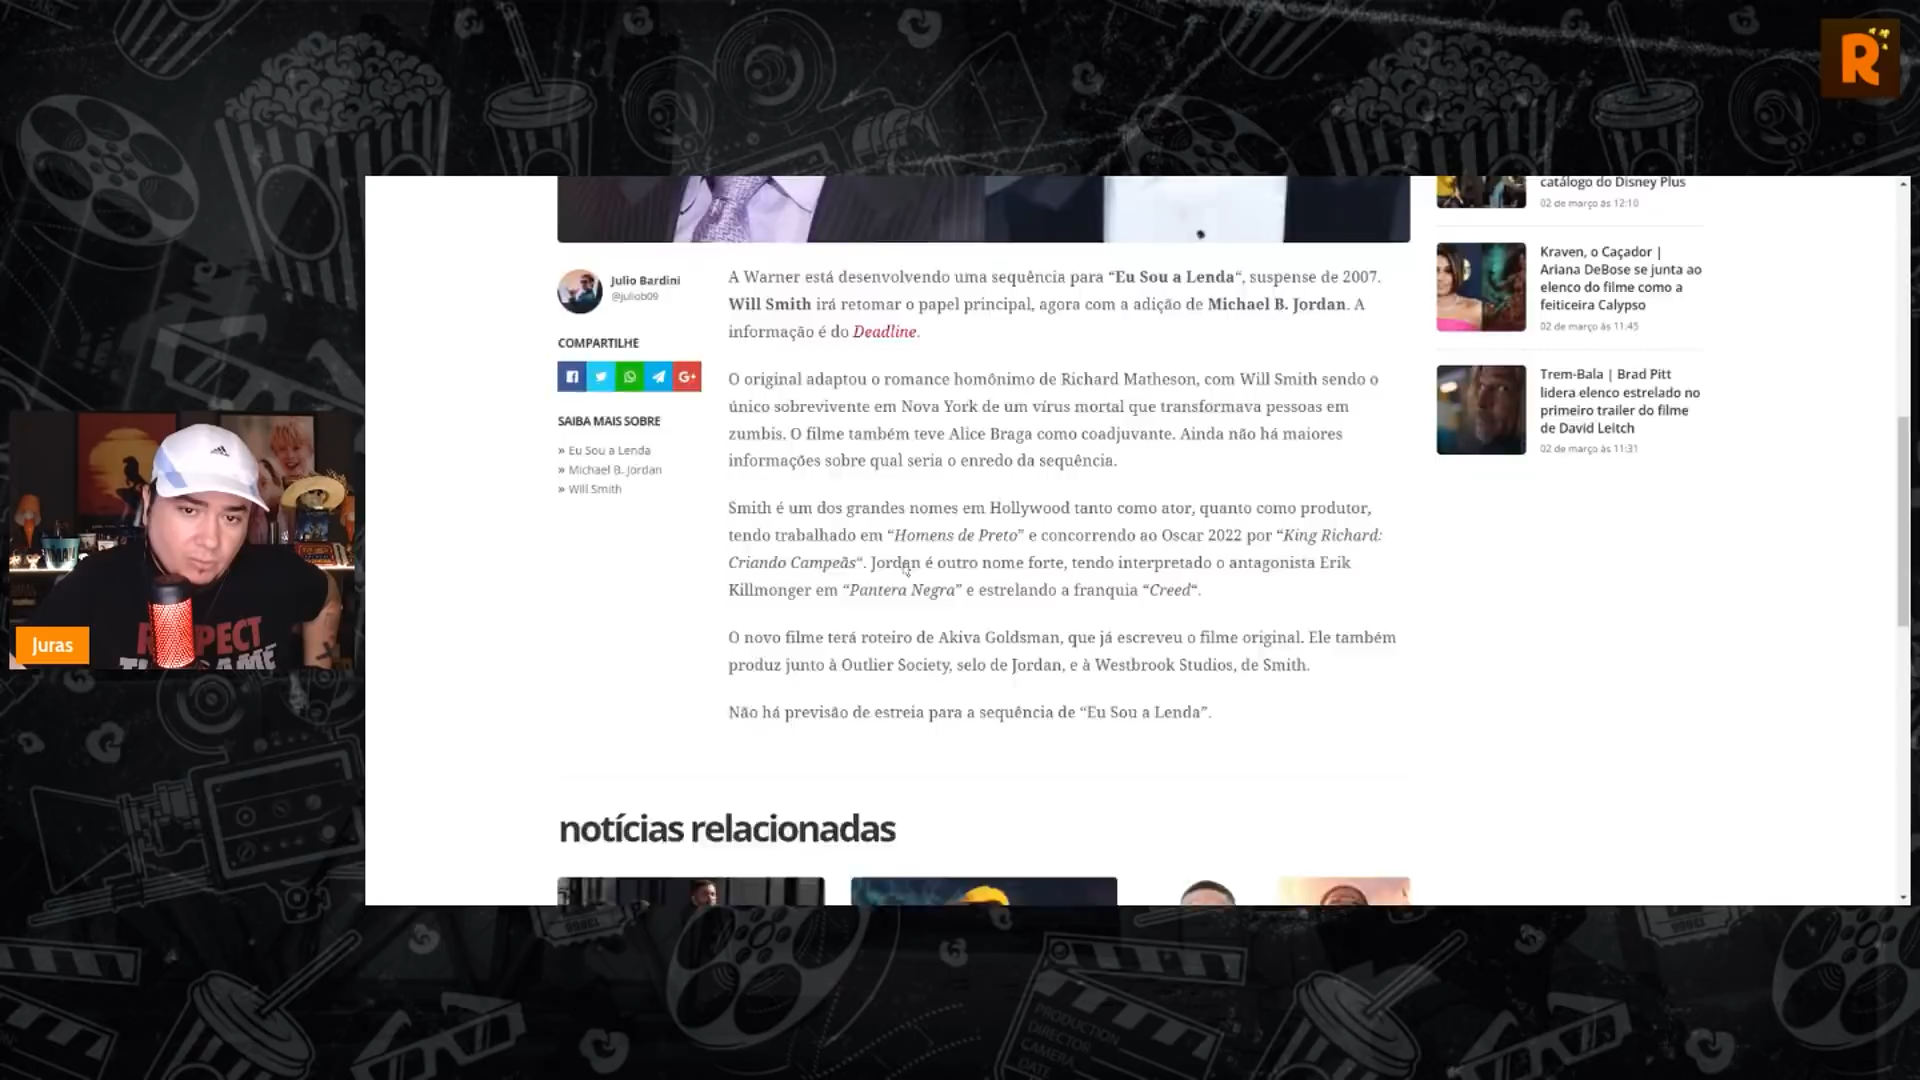 R
catálogo do Disney Plus
02 de março às 12:10
Julio Bardini
@juliob09
COMPARTILHE
G+
SAIBA MAIS SOBRE
» Eu Sou a Lenda
» Michael B. Jordan
» Will Smith
A Warner está desenvolvendo uma sequência para “Eu Sou a Lenda“, suspense de 2007.
Will Smith irá retomar o papel principal, agora com a adição de Michael B. Jordan. A
informação é do Deadline.
O original adaptou o romance homônimo de Richard Matheson, com Will Smith sendo o
único sobrevivente em Nova York de um vírus mortal que transformava pessoas em
zumbis. O filme também teve Alice Braga como coadjuvante. Ainda não há maiores
informações sobre qual seria o enredo da sequência.
Smith é um dos grandes nomes em Hollywood tanto como ator, quanto como produtor,
tendo trabalhado em “Homens de Preto” e concorrendo ao Oscar 2022 por “King Richard:
Criando Campeãs“. Jordan é outro nome forte, tendo interpretado o antagonista Erik
Killmonger em “Pantera Negra” e estrelando a franquia “Creed“.
O novo filme terá roteiro de Akiva Goldsman, que já escreveu o filme original. Ele também
produz junto à Outlier Society, selo de Jordan, e à Westbrook Studios, de Smith.
Não há previsão de estreia para a sequência de “Eu Sou a Lenda”.
Kraven, o Caçador |
Ariana DeBose se junta ao
elenco do filme como a
feiticeira Calypso
02 de março às 11:45
Trem-Bala | Brad Pitt
lidera elenco estrelado no
primeiro trailer do filme
de David Leitch
02 de março às 11:31
notícias relacionadas
Juras
RESPECT
THE GAME
PRODUCTION
DIRECTOR
CAMERA
DATE